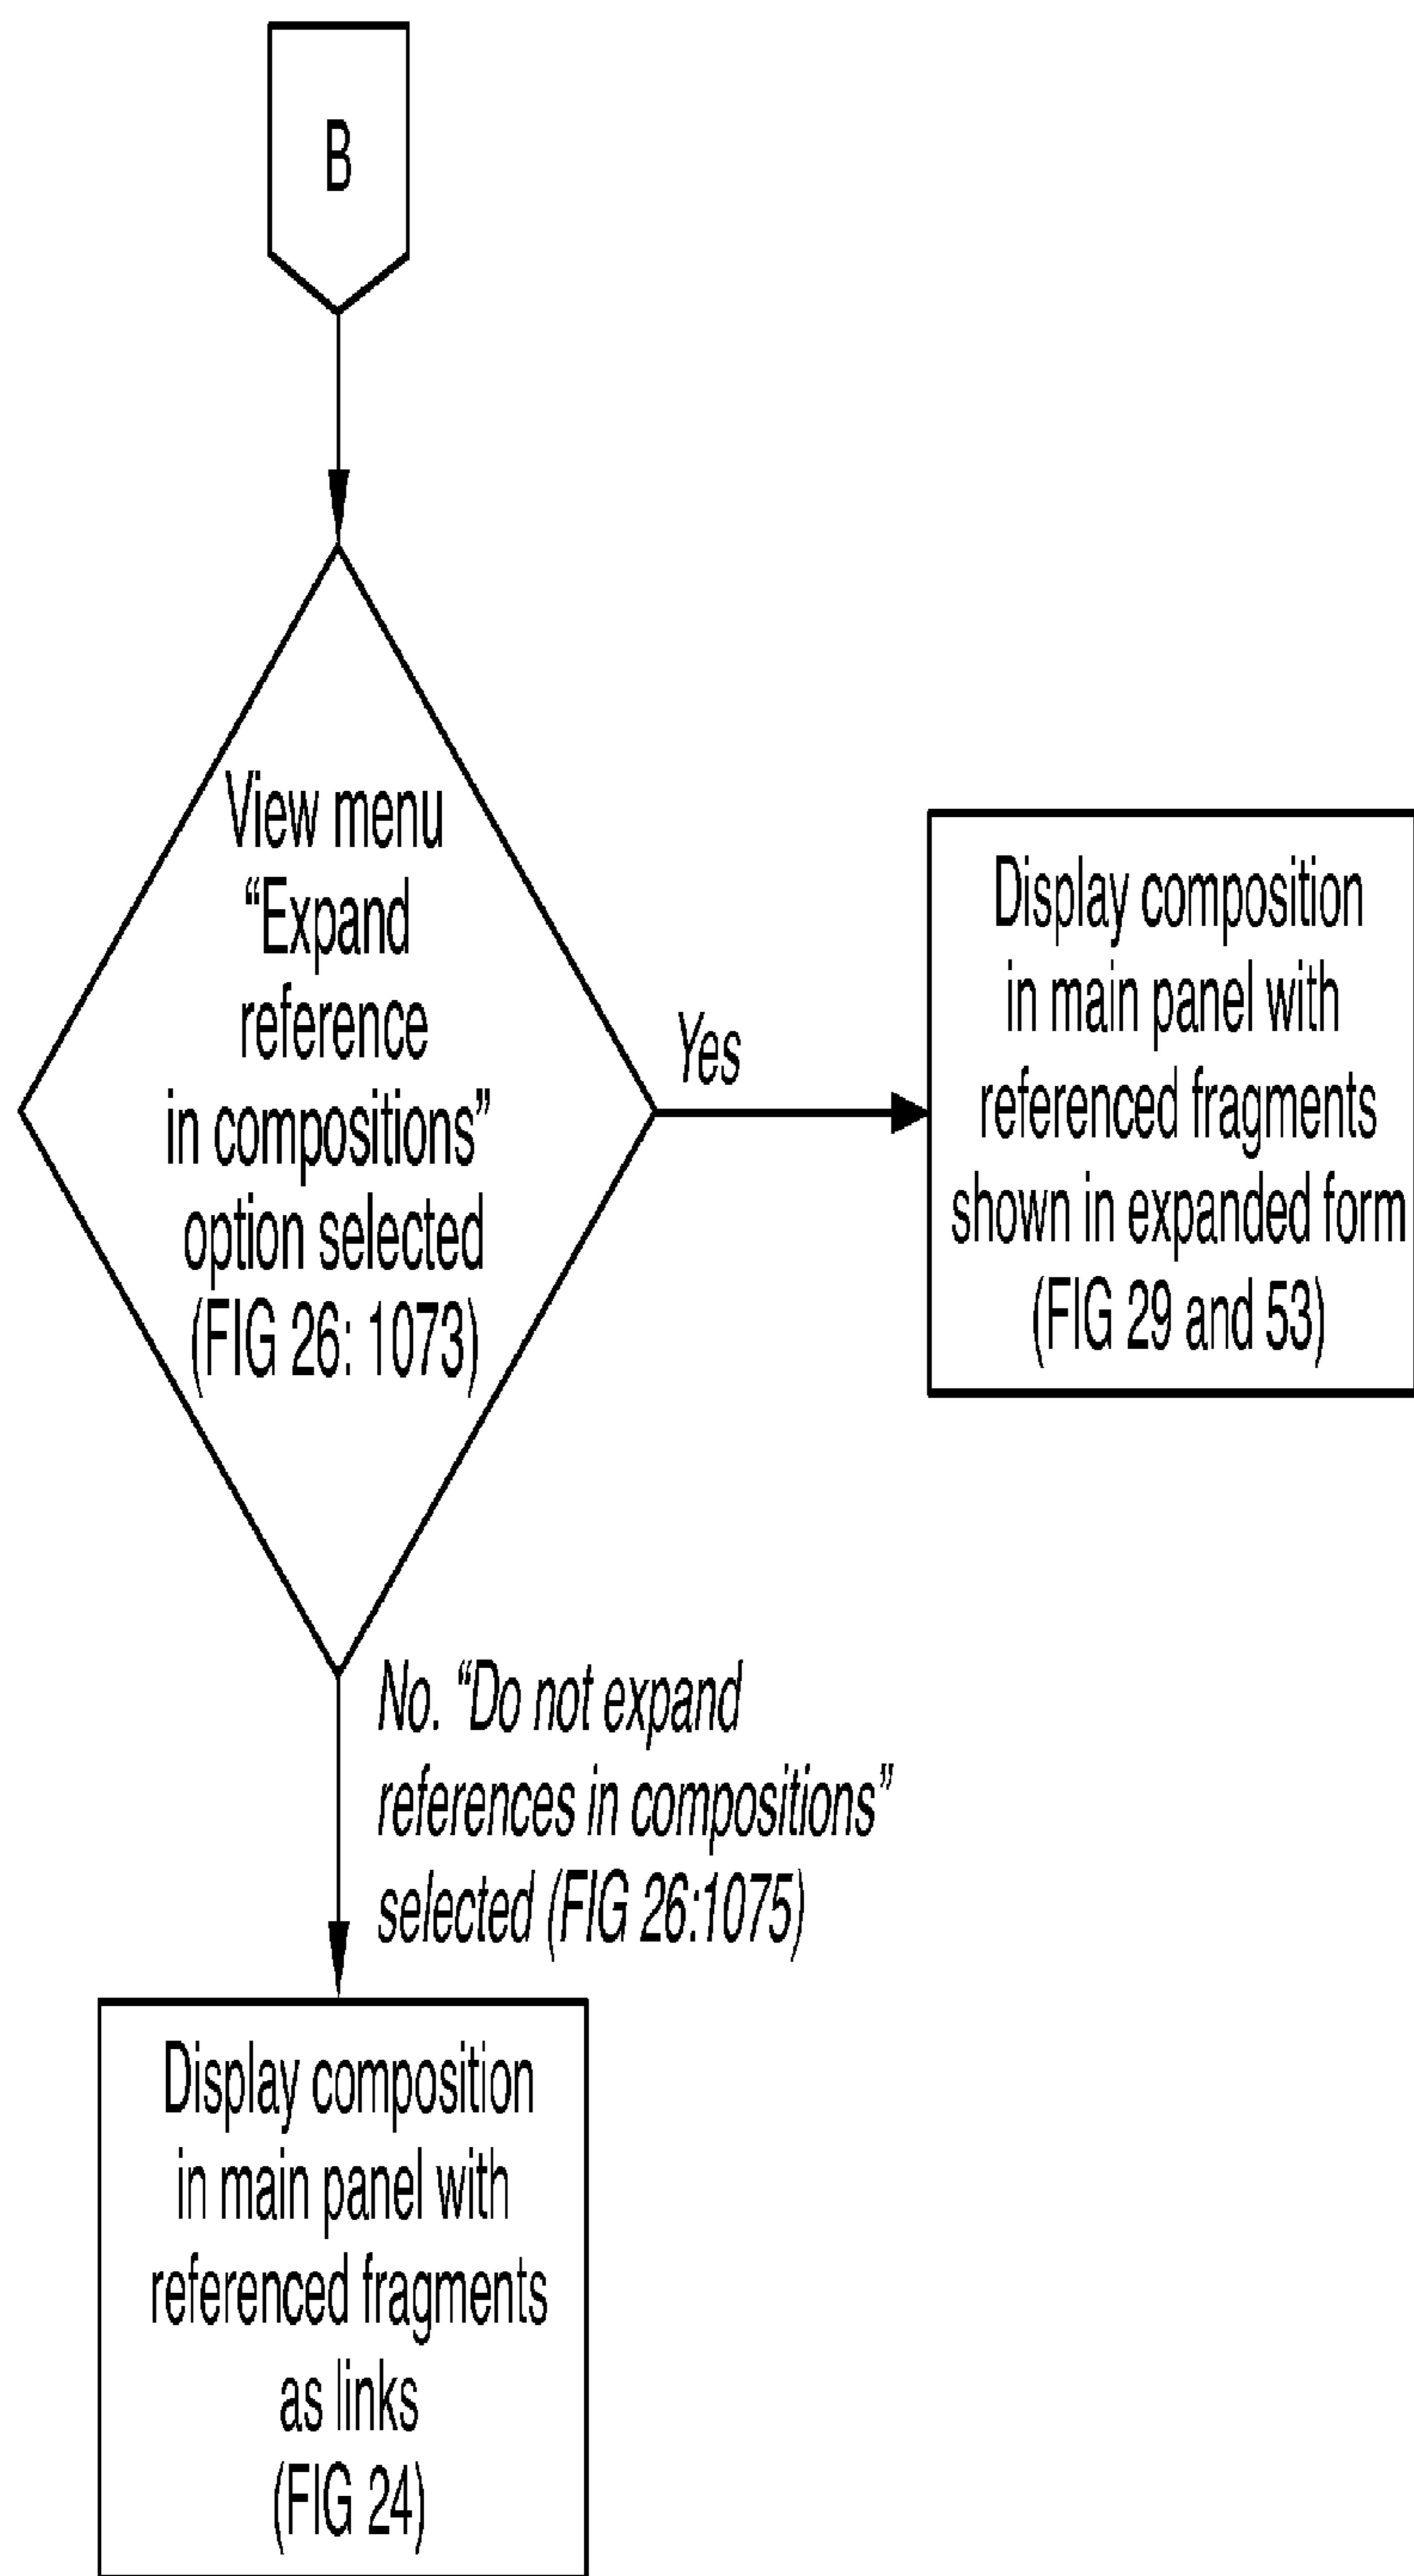 B
View menu
“Expand
reference
in compositions”
option selected
(FIG 26: 1073)
Yes
Display composition
in main panel with
referenced fragments
shown in expanded form
(FIG 29 and 53)
No. “Do not expand
references in compositions”
selected (FIG 26:1075)
Display composition
in main panel with
referenced fragments
as links
(FIG 24)